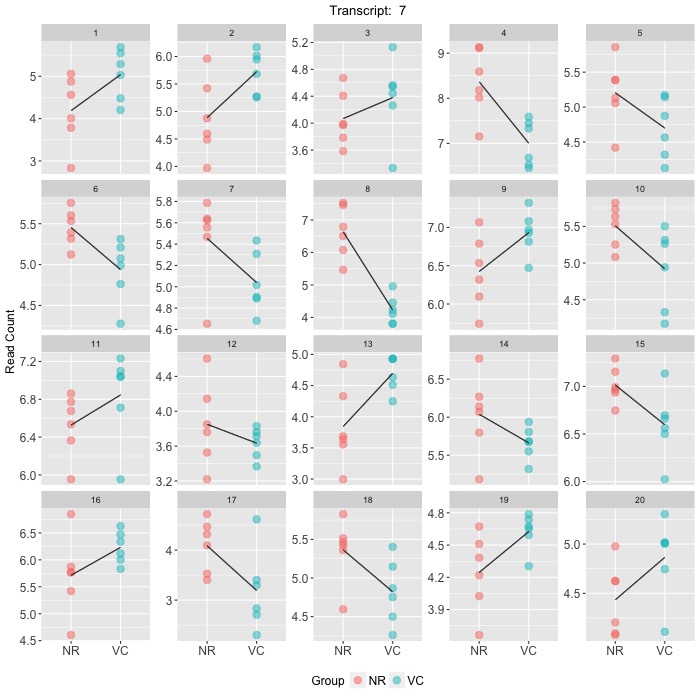 Transcript: 7
1 2 3 4 5
5 4 3
6.0 5.5 5.0 4.5 4.0
5.2 4.8 4.4 4.0 3.6
9 8 7
5.5 5.0 4.5
6 7 8 9 10
5.5 5.0 4.5
5.8 5.6 5.4 5.2 5.0 4.8 4.6
7 6 5 4
7.0 6.5 6.0
5.5 5.0 4.5
Read Count
11 12 13 14 15
7.2 6.8 6.4 6.0
4.4 4.0 3.6 3.2
5.0 4.5 4.0 3.5 3.0
6.5 6.0 5.5
7.0 6.5 6.0
16 17 18 19 20
6.5 6.0 5.5 5.0 4.5
4 3
5.5 5.0 4.5
4.8 4.5 4.2 3.9
5.0 4.5
NR VC NR VC NR VC NR VC NR VC
Group NR VC